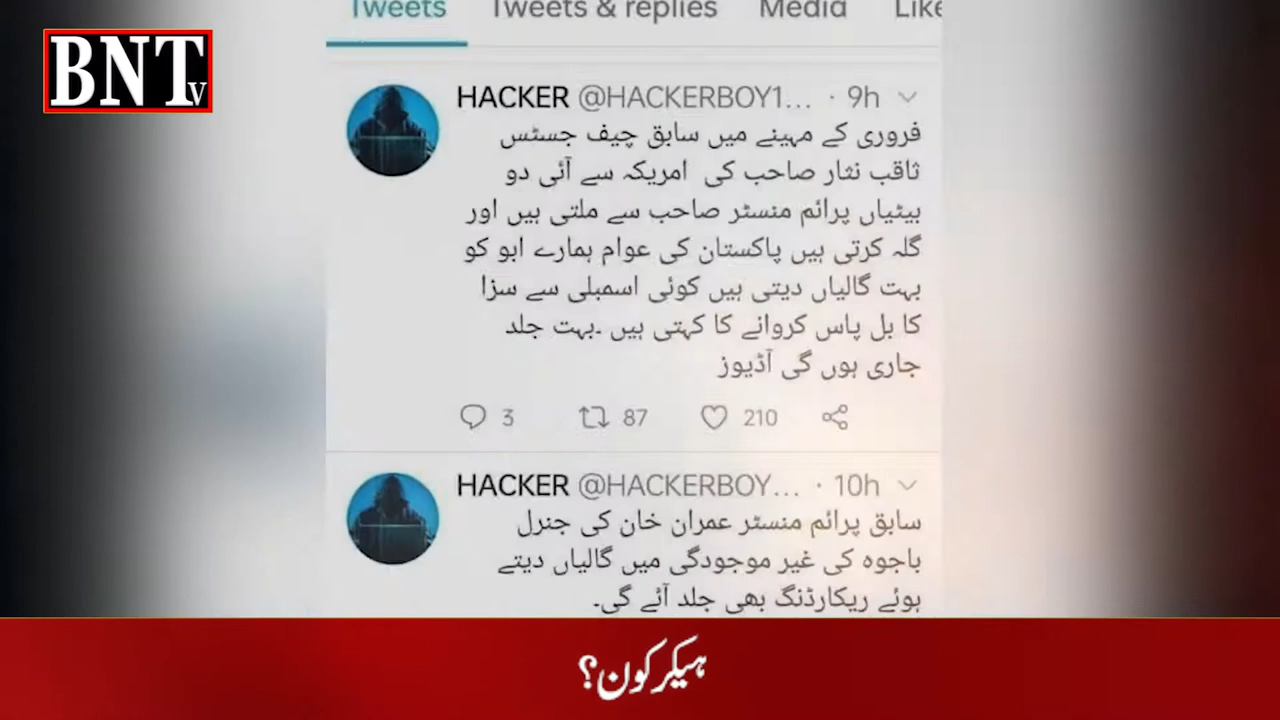 BNTv
Tweets Tweets & replies Media Like
HACKER @HACKERBOY1... · 9h
فروری کے مہینے میں سابق چیف جسٹس
ثاقب نثار صاحب کی امریکہ سے آئی دو
بیٹیاں پرائم منسٹر صاحب سے ملتی ہیں اور
گلہ کرتی ہیں پاکستان کی عوام ہمارے ابو کو
بہت گالیاں دیتی ہیں کوئی اسمبلی سے سزا
کا بل پاس کروانے کا کہتی ہیں ۔بہت جلد
جاری ہوں گی آڈیوز
3 87 210
HACKER @HACKERBOY... · 10h
سابق پرائم منسٹر عمران خان کی جنرل
باجوہ کی غیر موجودگی میں گالیاں دیتے
ہوئے ریکارڈنگ بھی جلد آئے گی۔
ہیکر کون؟